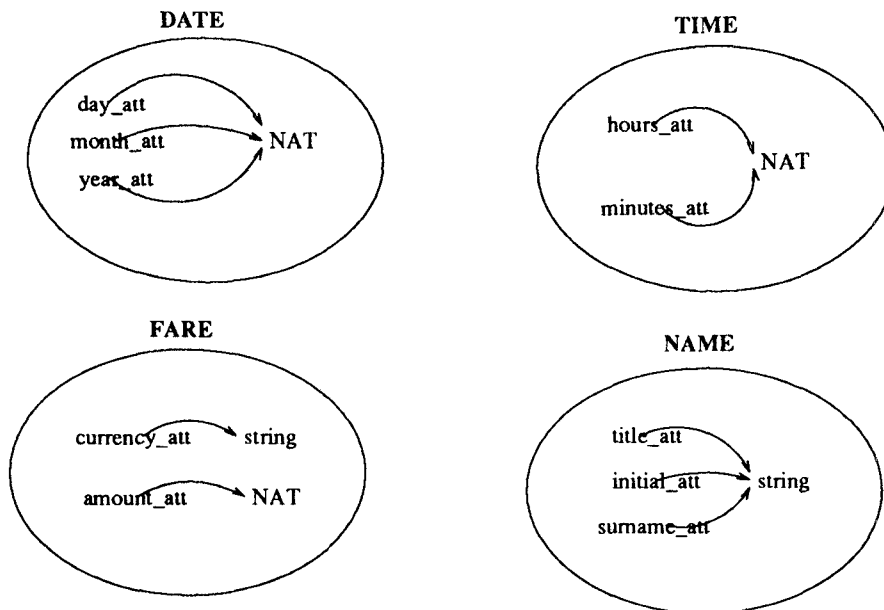 DATE
day_att
month_att
year_att
NAT
TIME
hours_att
minutes_att
NAT
FARE
currency_att
string
amount_att
NAT
NAME
title_att
initial_att
surname_att
string